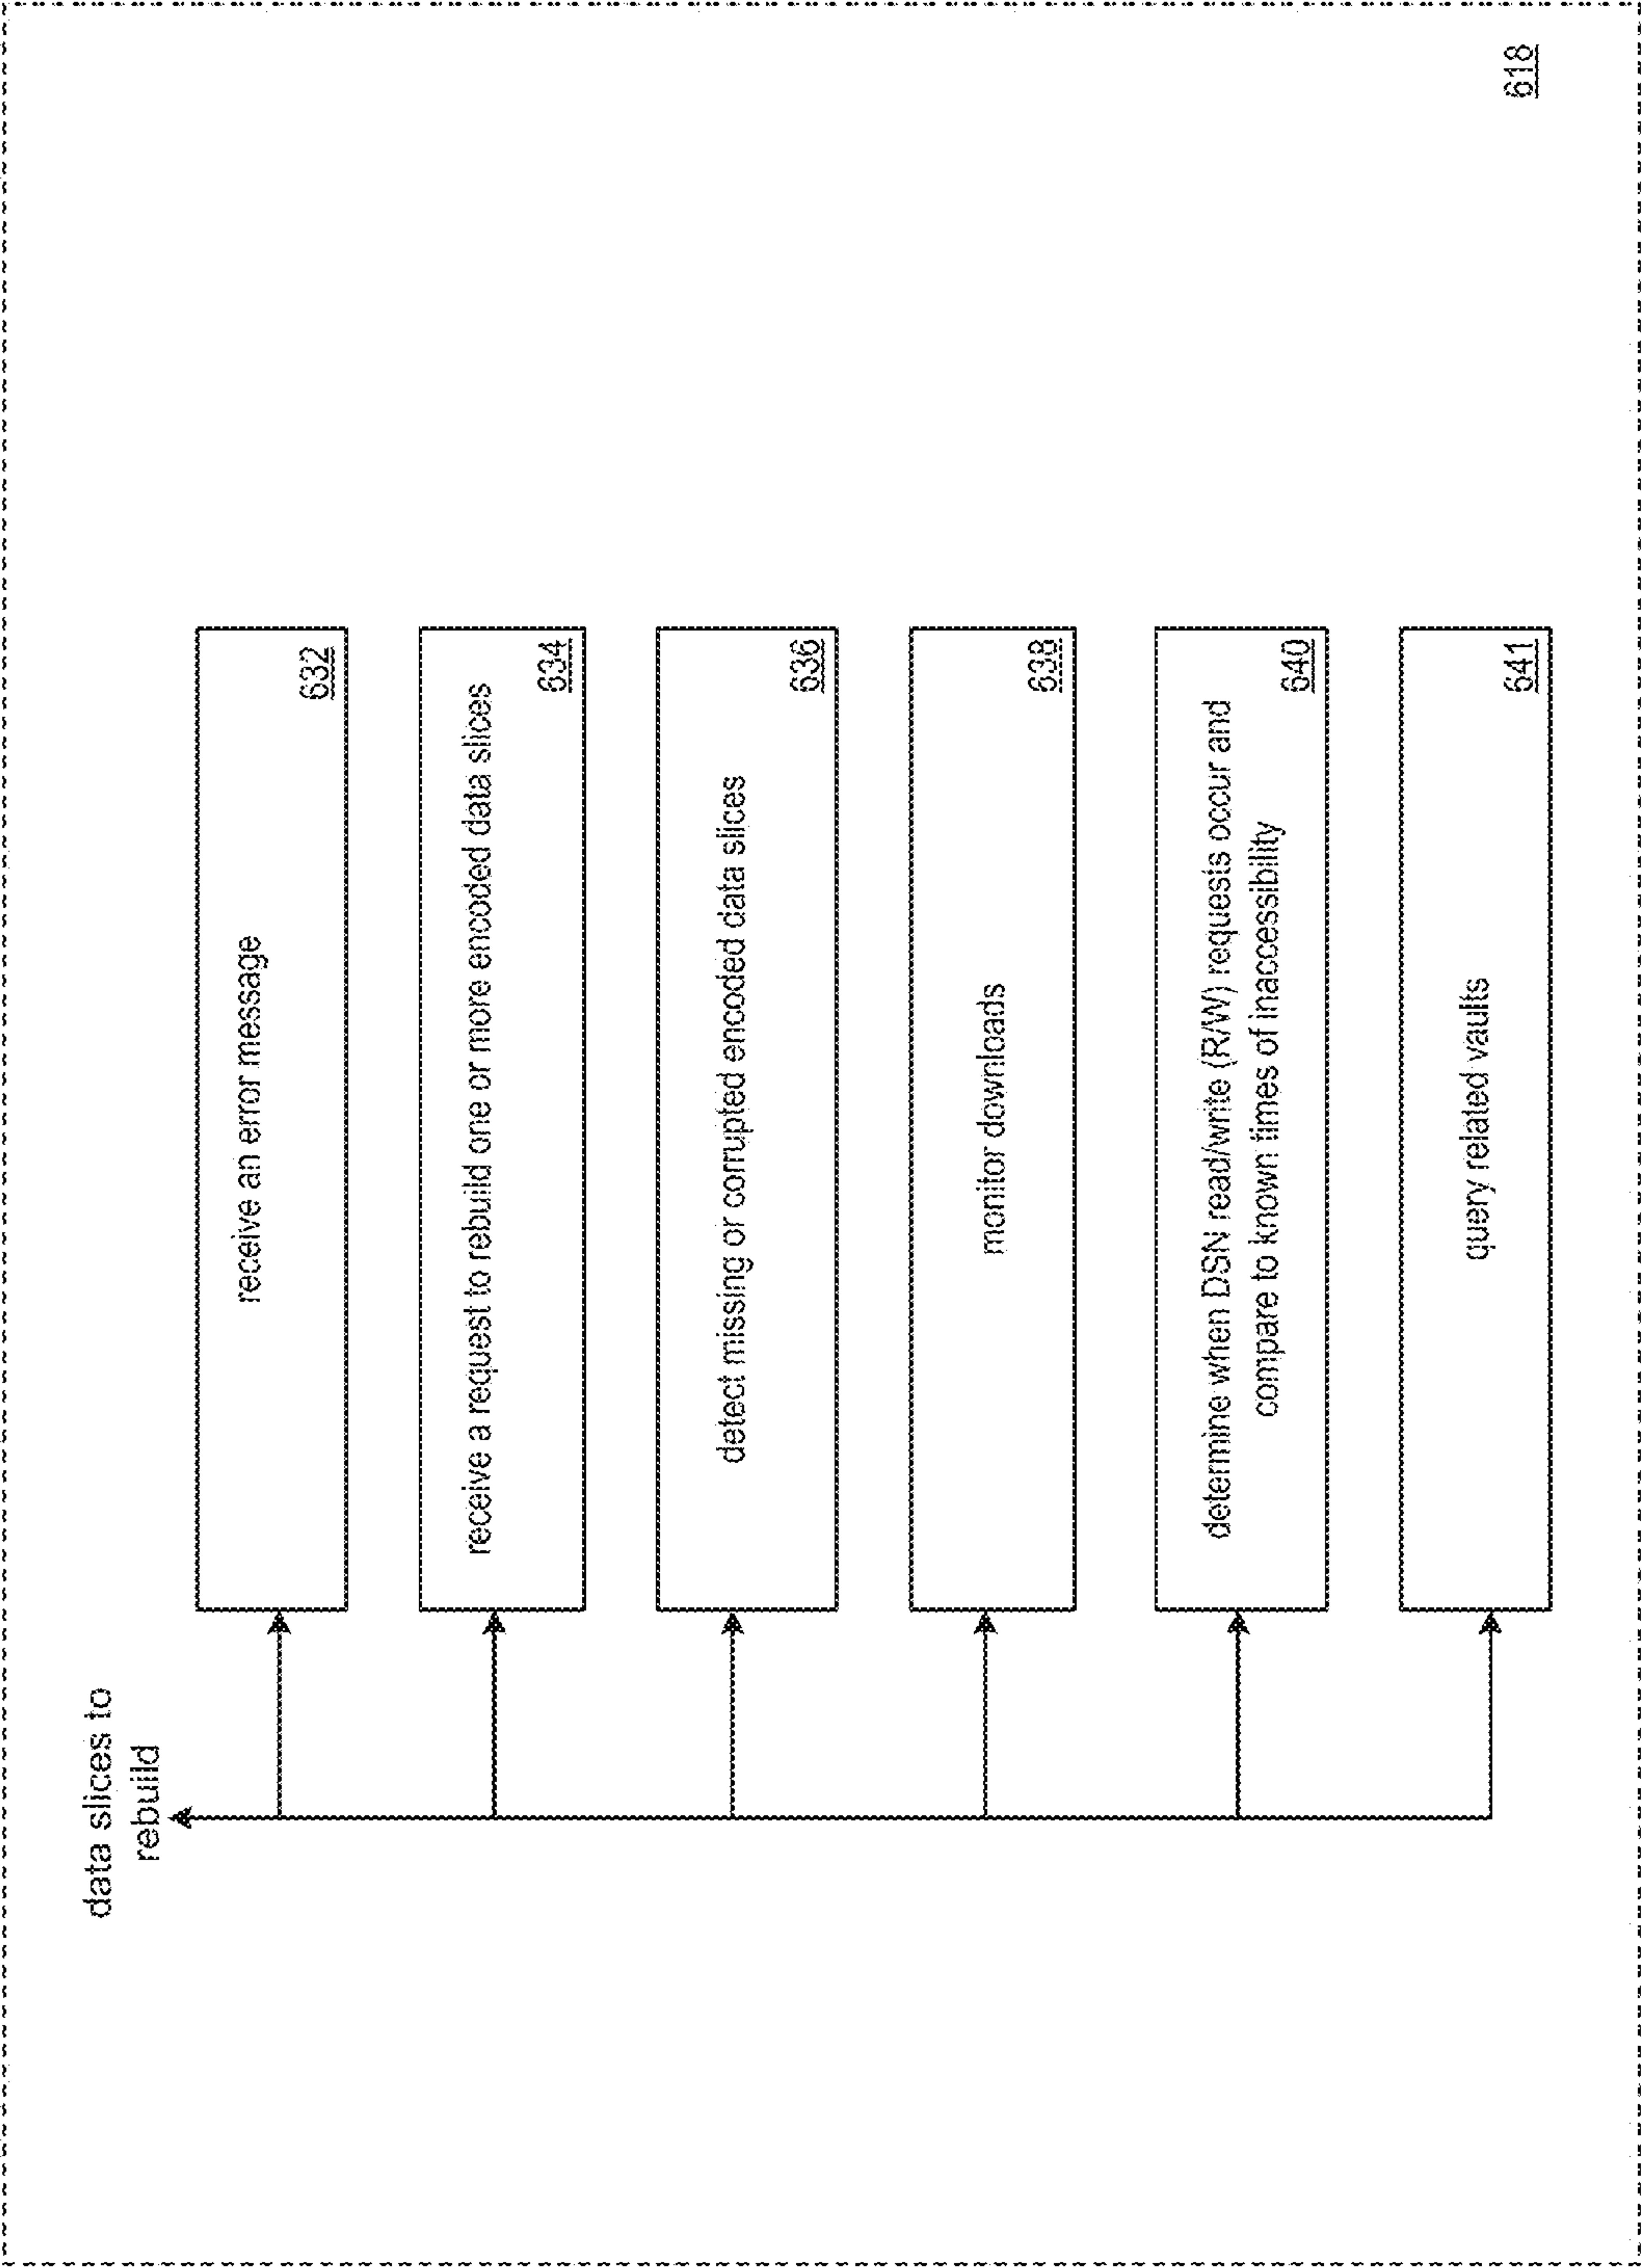 data slices to
rebuild
receive an error message
632
receive a request to rebuild one or more encoded data slices
634
detect missing or corrupted encoded data slices
636
monitor downloads
638
determine when DSN read/write (R/W) requests occur and
compare to known times of inaccessibility
640
query related vaults
641
618